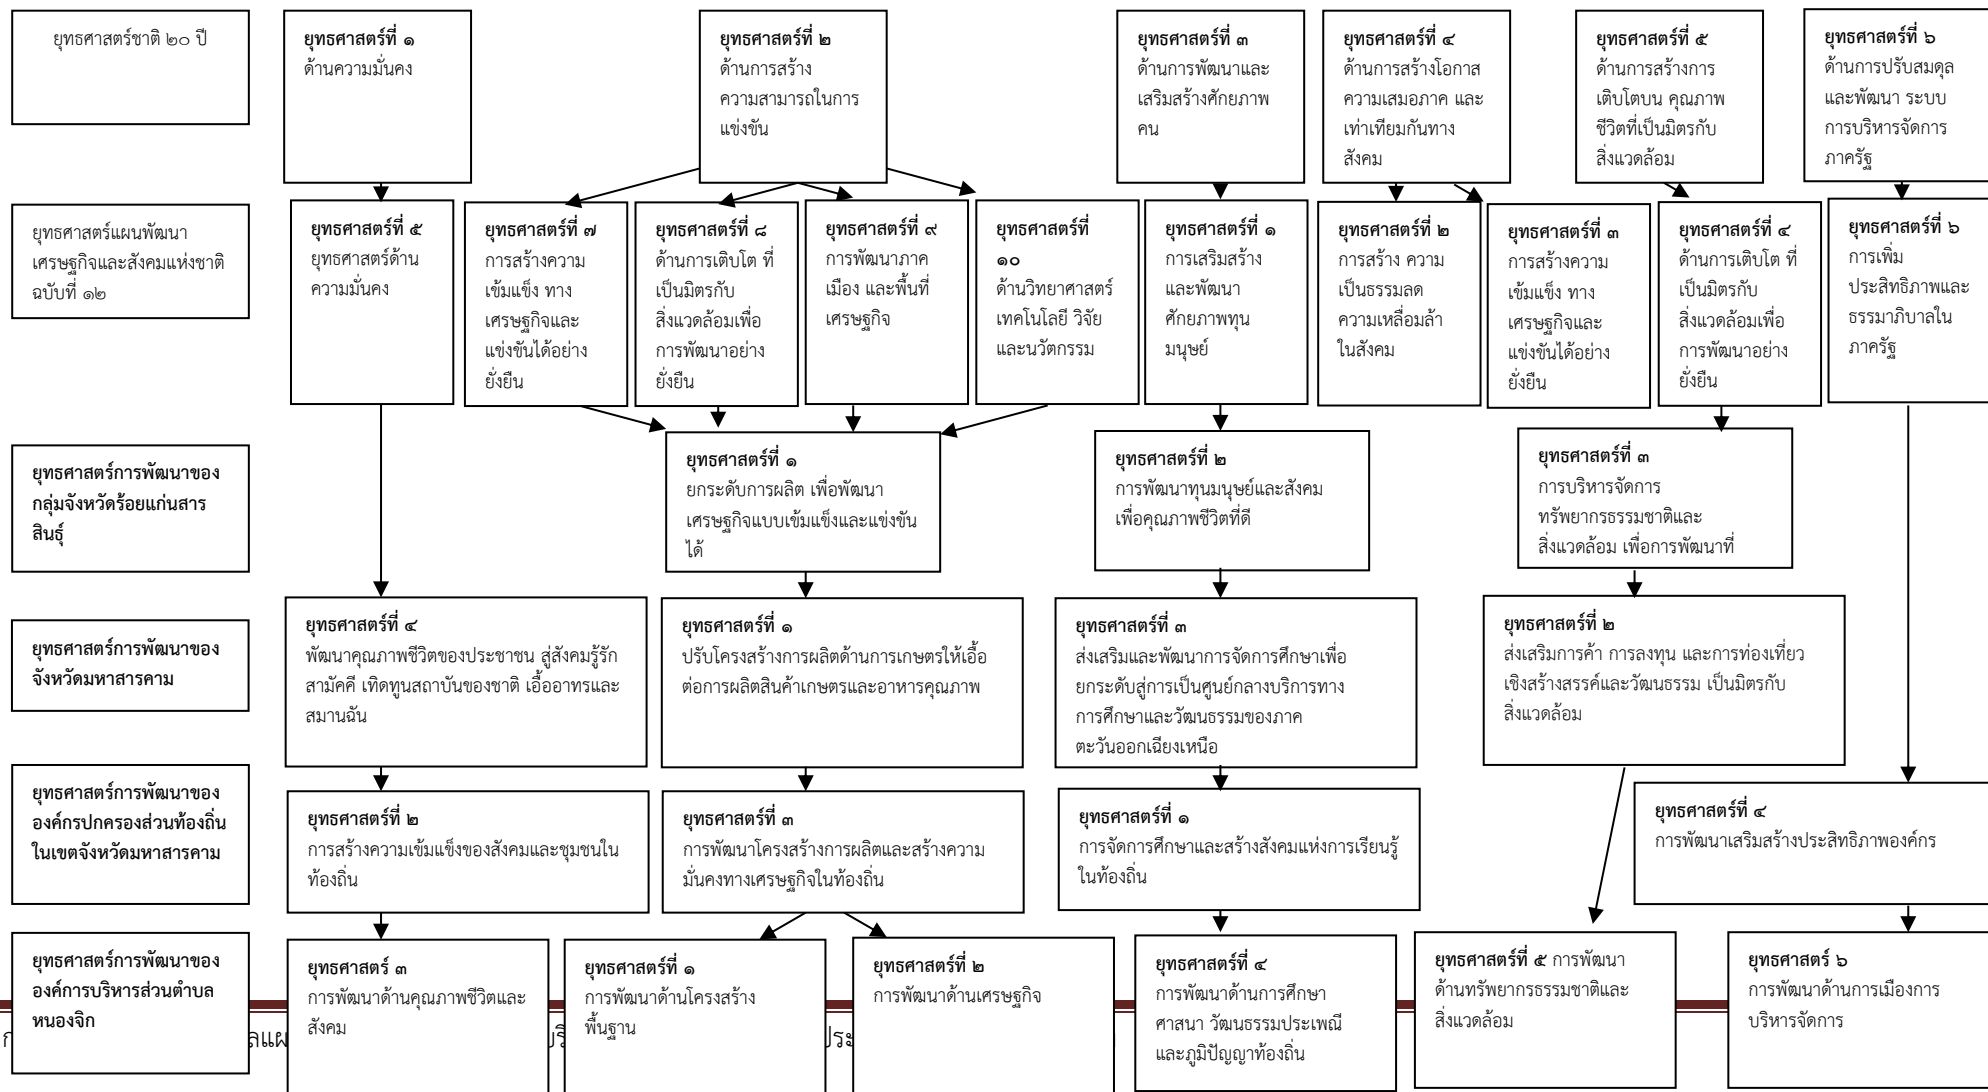 ยุทธศาสตร์ชาติ ๒๐ ปี
ยุทธศาสตร์ที่ ๑
ด้านความมั่นคง
ยุทธศาสตร์ที่ ๒
ด้านการสร้าง
ความสามารถในการ
แข่งขัน
ยุทธศาสตร์ที่ ๓
ด้านการพัฒนาและ
เสริมสร้างศักยภาพ
คน
ยุทธศาสตร์ที่ ๔
ด้านการสร้างโอกาส
ความเสมอภาค และ
เท่าเทียมกันทาง
สังคม
ยุทธศาสตร์ที่ ๕
ด้านการสร้างการ
เติบโตบน คุณภาพ
ชีวิตที่เป็นมิตรกับ
สิ่งแวดล้อม
ยุทธศาสตร์ที่ ๖
ด้านการปรับสมดุล
และพัฒนา ระบบ
การบริหารจัดการ
ภาครัฐ
ยุทธศาสตร์แผนพัฒนา
เศรษฐกิจและสังคมแห่งชาติ
ฉบับที่ ๑๒
ยุทธศาสตร์ที่ ๕
ยุทธศาสตร์ด้าน
ความมั่นคง
ยุทธศาสตร์ที่ ๗
การสร้างความ
เข้มแข็ง ทาง
เศรษฐกิจและ
แข่งขันได้อย่าง
ยั่งยืน
ยุทธศาสตร์ที่ ๘
ด้านการเติบโต ที่
เป็นมิตรกับ
สิ่งแวดล้อมเพื่อ
การพัฒนาอย่าง
ยั่งยืน
ยุทธศาสตร์ที่ ๙
การพัฒนาภาค
เมือง และพื้นที่
เศรษฐกิจ
ยุทธศาสตร์ที่
๑๐
ด้านวิทยาศาสตร์
เทคโนโลยี วิจัย
และนวัตกรรม
ยุทธศาสตร์ที่ ๑
การเสริมสร้าง
และพัฒนา
ศักยภาพทุน
มนุษย์
ยุทธศาสตร์ที่ ๒
การสร้าง ความ
เป็นธรรมลด
ความเหลื่อมล้ำ
ในสังคม
ยุทธศาสตร์ที่ ๓
การสร้างความ
เข้มแข็ง ทาง
เศรษฐกิจและ
แข่งขันได้อย่าง
ยั่งยืน
ยุทธศาสตร์ที่ ๔
ด้านการเติบโต ที่
เป็นมิตรกับ
สิ่งแวดล้อมเพื่อ
การพัฒนาอย่าง
ยั่งยืน
ยุทธศาสตร์ที่ ๖
การเพิ่ม
ประสิทธิภาพและ
ธรรมาภิบาลใน
ภาครัฐ
ยุทธศาสตร์การพัฒนาของ
กลุ่มจังหวัดร้อยแก่นสาร
สินธุ์
ยุทธศาสตร์ที่ ๑
ยกระดับการผลิต เพื่อพัฒนา
เศรษฐกิจแบบเข้มแข็งและแข่งขัน
ได้
ยุทธศาสตร์ที่ ๒
การพัฒนาทุนมนุษย์และสังคม
เพื่อคุณภาพชีวิตที่ดี
ยุทธศาสตร์ที่ ๓
การบริหารจัดการ
ทรัพยากรธรรมชาติและ
สิ่งแวดล้อม เพื่อการพัฒนาที่
ยุทธศาสตร์การพัฒนาของ
จังหวัดมหาสารคาม
ยุทธศาสตร์ที่ ๔
พัฒนาคุณภาพชีวิตของประชาชน สู่สังคมรู้รัก
สามัคคี เทิดทูนสถาบันของชาติ เอื้ออาทรและ
สมานฉัน
ยุทธศาสตร์ที่ ๑
ปรับโครงสร้างการผลิตด้านการเกษตรให้เอื้อ
ต่อการผลิตสินค้าเกษตรและอาหารคุณภาพ
ยุทธศาสตร์ที่ ๓
ส่งเสริมและพัฒนาการจัดการศึกษาเพื่อ
ยกระดับสู่การเป็นศูนย์กลางบริการทาง
การศึกษาและวัฒนธรรมของภาค
ตะวันออกเฉียงเหนือ
ยุทธศาสตร์ที่ ๒
ส่งเสริมการค้า การลงทุน และการท่องเที่ยว
เชิงสร้างสรรค์และวัฒนธรรม เป็นมิตรกับ
สิ่งแวดล้อม
ยุทธศาสตร์การพัฒนาของ
องค์กรปกครองส่วนท้องถิ่น
ในเขตจังหวัดมหาสารคาม
ยุทธศาสตร์ที่ ๒
การสร้างความเข้มแข็งของสังคมและชุมชนใน
ท้องถิ่น
ยุทธศาสตร์ที่ ๓
การพัฒนาโครงสร้างการผลิตและสร้างความ
มั่นคงทางเศรษฐกิจในท้องถิ่น
ยุทธศาสตร์ที่ ๑
การจัดการศึกษาและสร้างสังคมแห่งการเรียนรู้
ในท้องถิ่น
ยุทธศาสตร์ที่ ๔
การพัฒนาเสริมสร้างประสิทธิภาพองค์กร
ยุทธศาสตร์การพัฒนาของ
องค์การบริหารส่วนตำบล
หนองจิก
ยุทธศาสตร์ ๓
การพัฒนาด้านคุณภาพชีวิตและ
สังคม
ยุทธศาสตร์ที่ ๑
การพัฒนาด้านโครงสร้าง
พื้นฐาน
ยุทธศาสตร์ที่ ๒
การพัฒนาด้านเศรษฐกิจ
ยุทธศาสตร์ที่ ๔
การพัฒนาด้านการศึกษา
ศาสนา วัฒนธรรมประเพณี
และภูมิปัญญาท้องถิ่น
ยุทธศาสตร์ที่ ๕ การพัฒนา
ด้านทรัพยากรธรรมชาติและ
สิ่งแวดล้อม
ยุทธศาสตร์ ๖
การพัฒนาด้านการเมืองการ
บริหารจัดการ